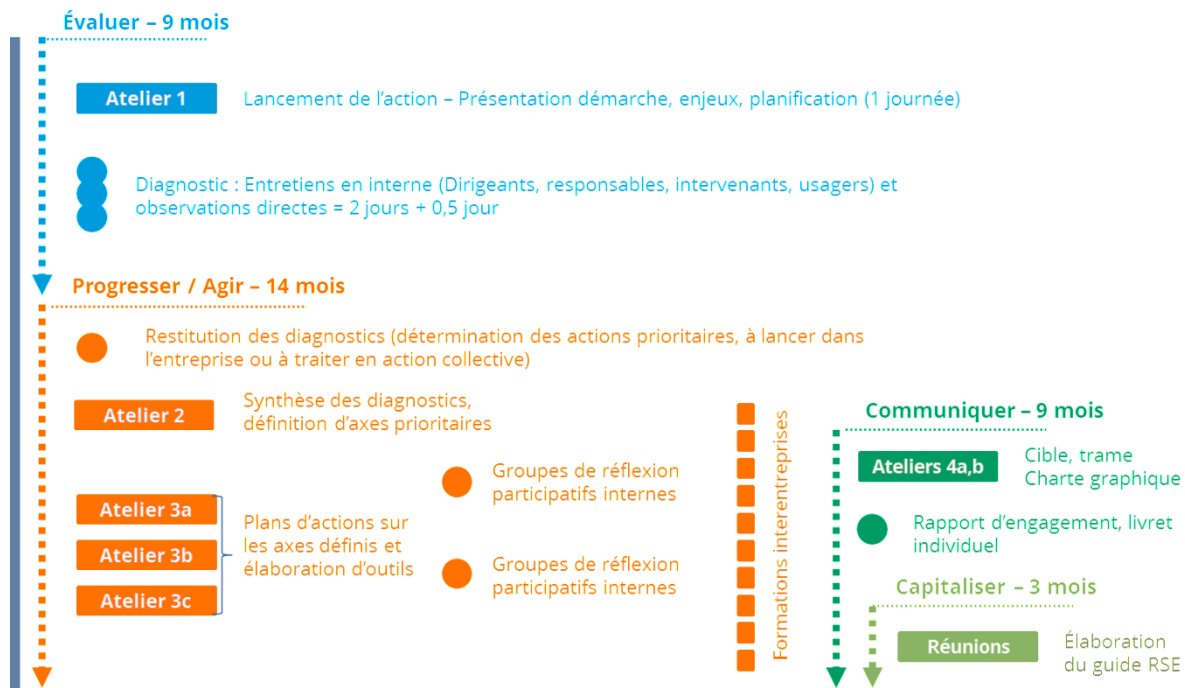 Évaluer – 9 mois
Atelier 1
Lancement de l’action – Présentation démarche, enjeux, planification (1 journée)
Diagnostic : Entretiens en interne (Dirigeants, responsables, intervenants, usagers) et
observations directes = 2 jours + 0,5 jour
Progresser / Agir – 14 mois
Restitution des diagnostics (détermination des actions prioritaires, à lancer dans
l’entreprise ou à traiter en action collective)
Atelier 2
Synthèse des diagnostics,
définition d’axes prioritaires
Atelier 3a
Atelier 3b
Atelier 3c
Plans d’actions sur
les axes définis et
élaboration d’outils
Groupes de réflexion
participatifs internes
Groupes de réflexion
participatifs internes
Formations interentreprises
Communiquer – 9 mois
Ateliers 4a,b
Cible, trame
Charte graphique
Rapport d’engagement, livret
individuel
Capitaliser – 3 mois
Réunions
Élaboration
du guide RSE